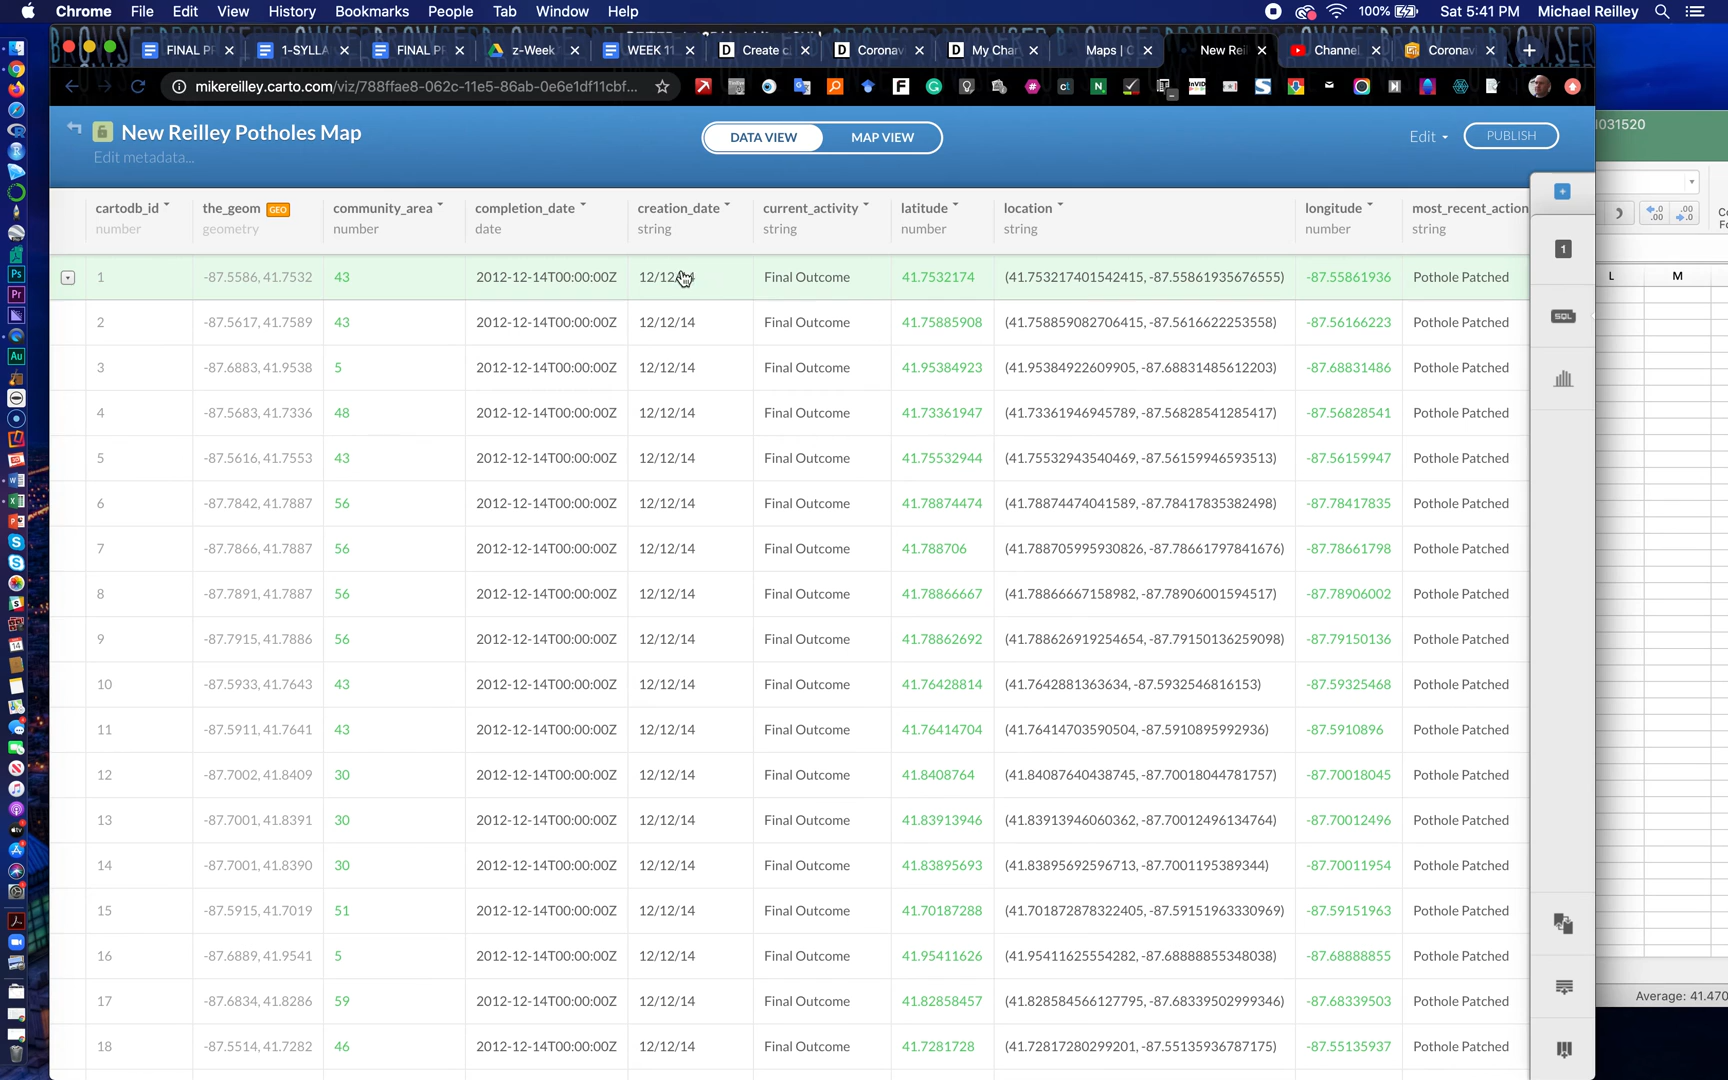 Chrome File Edit View History Bookmarks People Tab Window Help 100% Sat 5:41 PM Michael Reilley
FINAL PR 1-SYLLA FINAL PR z-Week WEEK 11 Create c Coronav My Char Maps | C New Reil Channel Coronav
mikereilley.carto.com/viz/788ffae8-062c-11e5-86ab-0e6e1df11cbf...
New Reilley Potholes Map
Edit metadata...
DATA VIEW MAP VIEW
Edit PUBLISH
1031520
cartodb_id the_geom GEO community_area completion_date creation_date current_activity latitude location longitude most_recent_action
number geometry number date string string number string number string
1 -87.5586, 41.7532 43 2012-12-14T00:00:00Z 12/12/14 Final Outcome 41.7532174 (41.753217401542415, -87.55861935676555) -87.55861936 Pothole Patched
2 -87.5617, 41.7589 43 2012-12-14T00:00:00Z 12/12/14 Final Outcome 41.75885908 (41.758859082706415, -87.5616622253558) -87.56166223 Pothole Patched
3 -87.6883, 41.9538 5 2012-12-14T00:00:00Z 12/12/14 Final Outcome 41.95384923 (41.95384922609905, -87.68831485612203) -87.68831486 Pothole Patched
4 -87.5683, 41.7336 48 2012-12-14T00:00:00Z 12/12/14 Final Outcome 41.73361947 (41.73361946945789, -87.56828541285417) -87.56828541 Pothole Patched
5 -87.5616, 41.7553 43 2012-12-14T00:00:00Z 12/12/14 Final Outcome 41.75532944 (41.75532943540469, -87.56159946593513) -87.56159947 Pothole Patched
6 -87.7842, 41.7887 56 2012-12-14T00:00:00Z 12/12/14 Final Outcome 41.78874474 (41.78874474041589, -87.78417835382498) -87.78417835 Pothole Patched
7 -87.7866, 41.7887 56 2012-12-14T00:00:00Z 12/12/14 Final Outcome 41.788706 (41.788705995930826, -87.78661797841676) -87.78661798 Pothole Patched
8 -87.7891, 41.7887 56 2012-12-14T00:00:00Z 12/12/14 Final Outcome 41.78866667 (41.78866667158982, -87.78906001594517) -87.78906002 Pothole Patched
9 -87.7915, 41.7886 56 2012-12-14T00:00:00Z 12/12/14 Final Outcome 41.78862692 (41.788626919254654, -87.79150136259098) -87.79150136 Pothole Patched
10 -87.5933, 41.7643 43 2012-12-14T00:00:00Z 12/12/14 Final Outcome 41.76428814 (41.7642881363634, -87.5932546816153) -87.59325468 Pothole Patched
11 -87.5911, 41.7641 43 2012-12-14T00:00:00Z 12/12/14 Final Outcome 41.76414704 (41.76414703590504, -87.5910895992936) -87.5910896 Pothole Patched
12 -87.7002, 41.8409 30 2012-12-14T00:00:00Z 12/12/14 Final Outcome 41.8408764 (41.84087640438745, -87.70018044781757) -87.70018045 Pothole Patched
13 -87.7001, 41.8391 30 2012-12-14T00:00:00Z 12/12/14 Final Outcome 41.83913946 (41.83913946060362, -87.70012496134764) -87.70012496 Pothole Patched
14 -87.7001, 41.8390 30 2012-12-14T00:00:00Z 12/12/14 Final Outcome 41.83895693 (41.83895692596713, -87.7001195389344) -87.70011954 Pothole Patched
15 -87.5915, 41.7019 51 2012-12-14T00:00:00Z 12/12/14 Final Outcome 41.70187288 (41.701872878322405, -87.59151963330969) -87.59151963 Pothole Patched
16 -87.6889, 41.9541 5 2012-12-14T00:00:00Z 12/12/14 Final Outcome 41.95411626 (41.95411625554282, -87.68888855348038) -87.68888855 Pothole Patched
17 -87.6834, 41.8286 59 2012-12-14T00:00:00Z 12/12/14 Final Outcome 41.82858457 (41.828584566127795, -87.68339502999346) -87.68339503 Pothole Patched
18 -87.5514, 41.7282 46 2012-12-14T00:00:00Z 12/12/14 Final Outcome 41.7281728 (41.72817280299201, -87.55135936787175) -87.55135937 Pothole Patched
1
SQL
L M
Average: 41.470